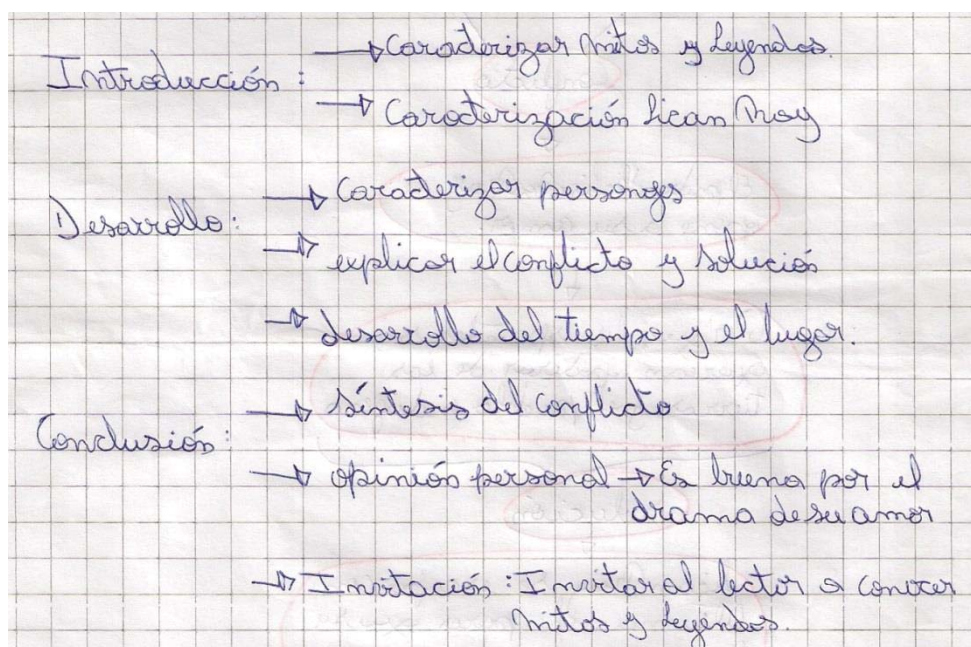 → Caracterizar mitos y Leyendas.
Introducción :
→ Caracterización Lican Anoy
→ Caracterizar personajes
Desarrollo:
→ explicar el conflicto y solución
→ desarrollo del tiempo y el lugar.
→ Síntesis del conflicto
Conclusión:
→ opinión personal → Es buena por el
drama de su amor
→ Invitación : Invitar al lector a conocer
mitos y Leyendas.